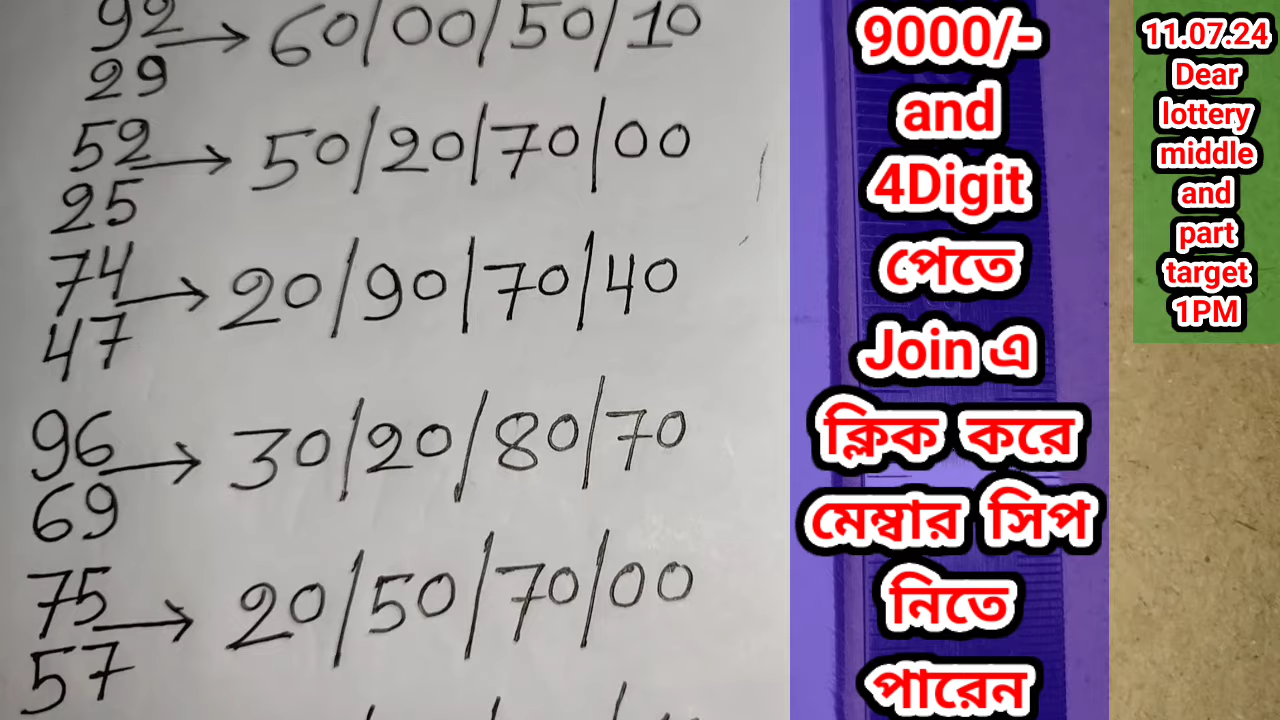 92 → 60/00/50/10
29
52 → 50/20/70/00
25
74 → 20/90/70/40
47
96 → 30/20/80/70
69
75 → 20/50/70/00
57
9000/-
and
4Digit
পেতে
Join এ
ক্লিক করে
মেম্বার সিপ
নিতে
পারেন
11.07.24
Dear
lottery
middle
and
part
target
1PM